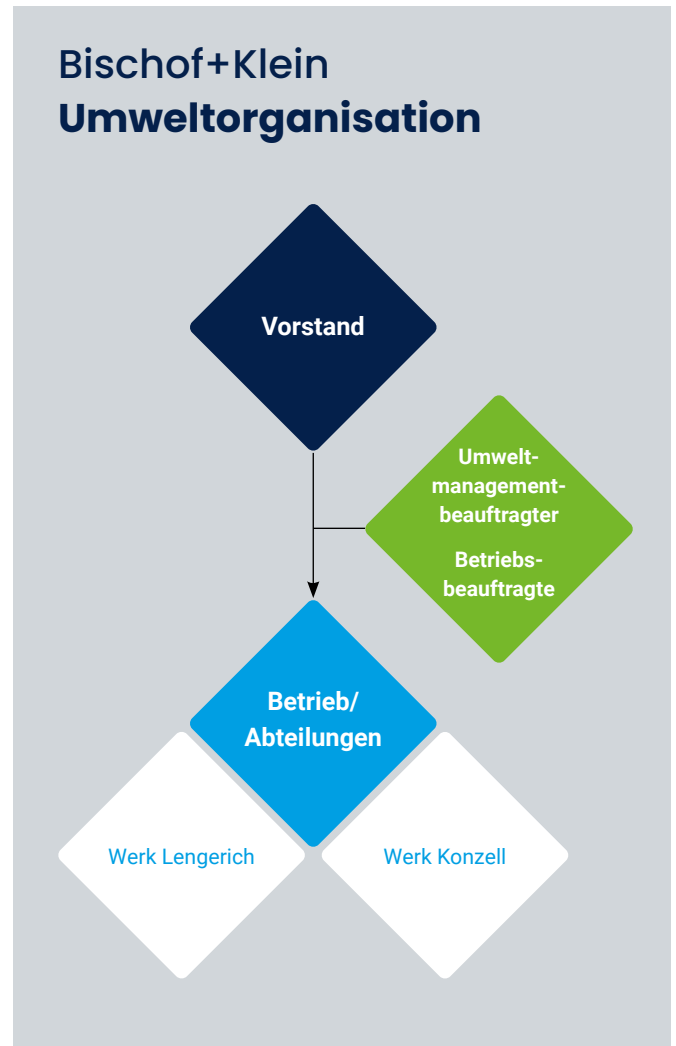 Bischof+Klein
Umweltorganisation
Vorstand
Umwelt-
management-
beauftragter
Betriebs-
beauftragte
Betrieb/
Abteilungen
Werk Lengerich
Werk Konzell